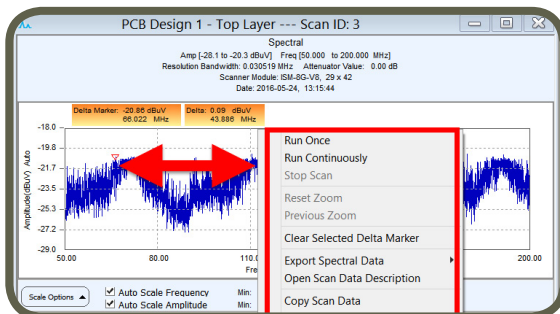 PCB Design 1 - Top Layer --- Scan ID: 3
Spectral
Amp [-28.1 to -20.3 dBuV] Freq [50.000 to 200.000 MHz]
Resolution Bandwidth: 0.030519 MHz Attenuator Value: 0.00 dB
Scanner Module: ISM-8G-V8, 29 x 42
Date: 2016-05-24, 13:15:44
Delta Marker: -20.86 dBuV
66.022 MHz
Delta: 0.09 dBuV
43.886 MHz
Amplitude(dBuV) Auto
-18.0
-19.8
-21.7
-23.5
-25.3
-27.2
-29.0
50.00
80.00
110.0
200.00
Fre
Run Once
Run Continuously
Stop Scan
Reset Zoom
Previous Zoom
Clear Selected Delta Marker
Export Spectral Data
Open Scan Data Description
Copy Scan Data
Scale Options
Auto Scale Frequency
Min:
Auto Scale Amplitude
Min: